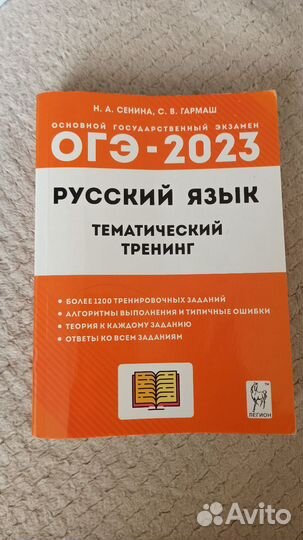 Н. А. СЕНИНА, С. В. ГАРМАШ
ОСНОВНОЙ ГОСУДАРСТВЕННЫЙ ЭКЗАМЕН
ОГЭ-2023
РУССКИЙ ЯЗЫК
ТЕМАТИЧЕСКИЙ
ТРЕНИНГ
• БОЛЕЕ 1200 ТРЕНИРОВОЧНЫХ ЗАДАНИЙ
• АЛГОРИТМЫ ВЫПОЛНЕНИЯ И ТИПИЧНЫЕ ОШИБКИ
• ТЕОРИЯ К КАЖДОМУ ЗАДАНИЮ
• ОТВЕТЫ КО ВСЕМ ЗАДАНИЯМ
ЛЕГИОН
Avito